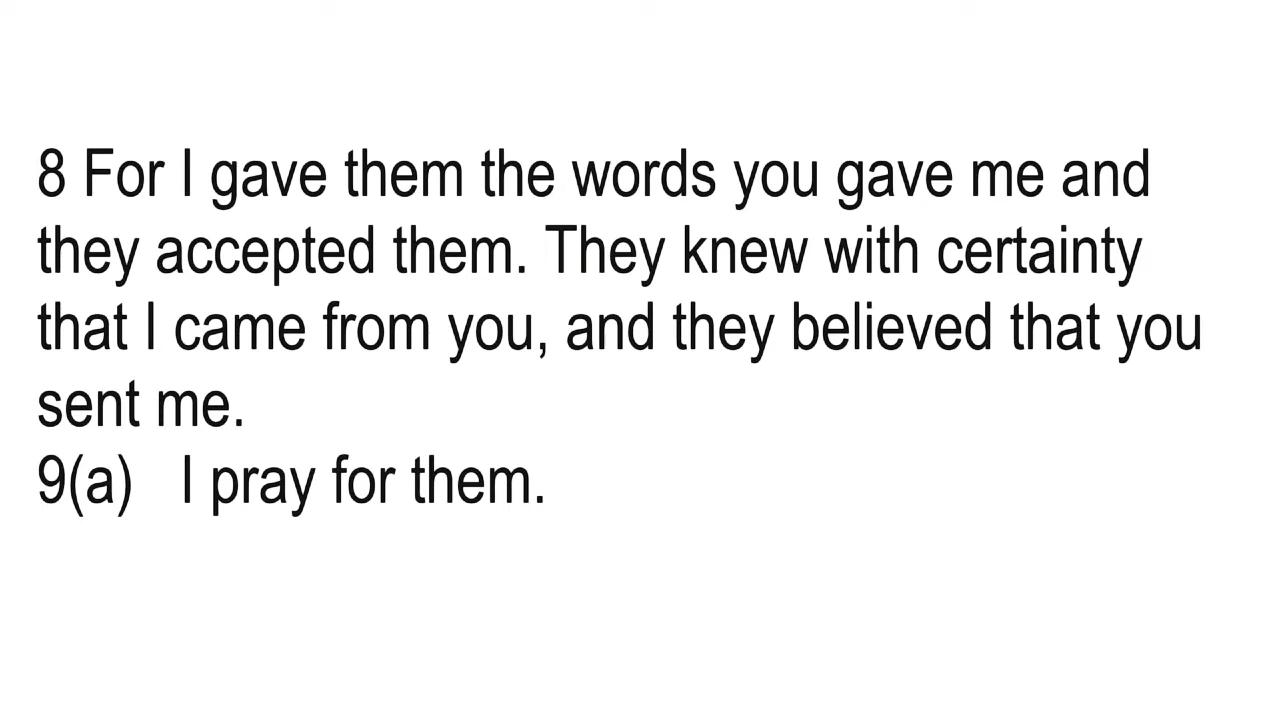 8 For I gave them the words you gave me and
they accepted them. They knew with certainty
that I came from you, and they believed that you
sent me.
9(a)   I pray for them.